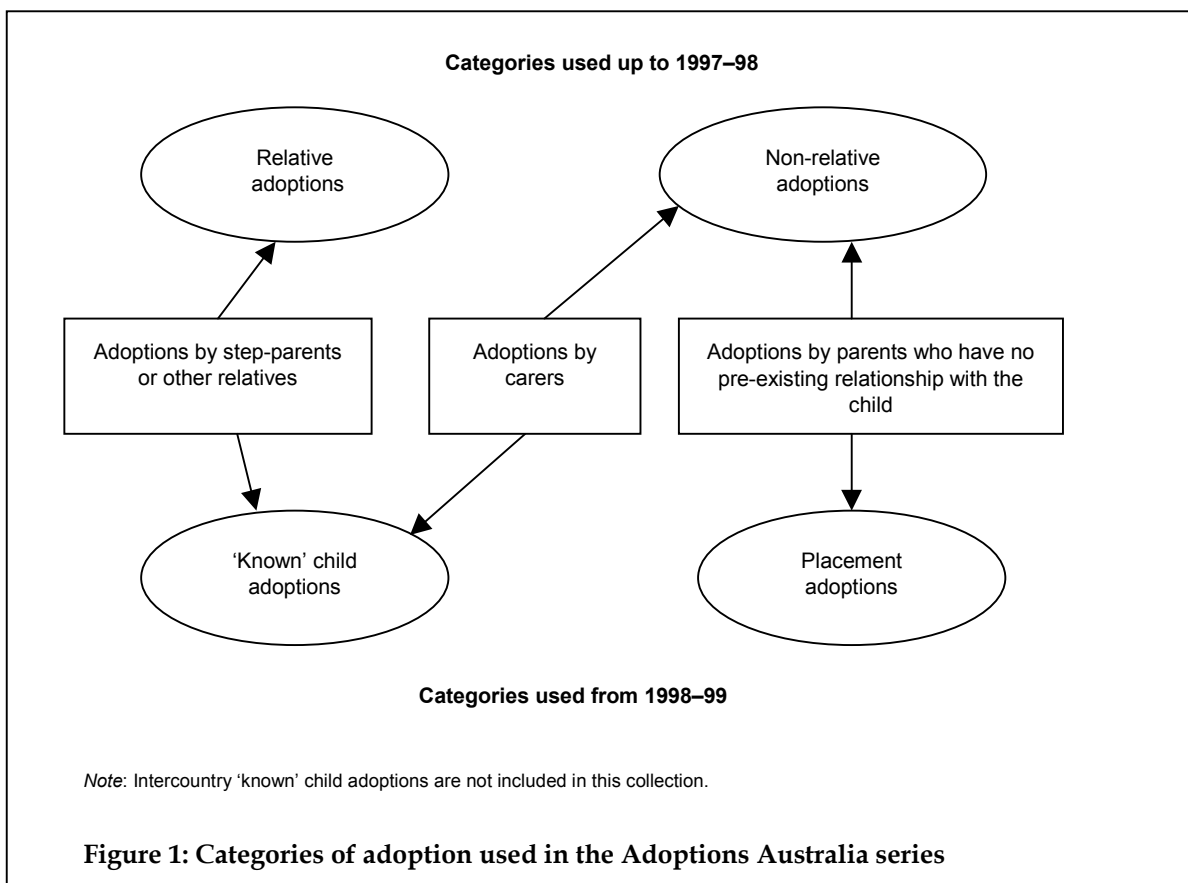 Categories used up to 1997–98
Relative
adoptions
Non-relative
adoptions
Adoptions by step-parents
or other relatives
Adoptions by
carers
Adoptions by parents who have no
pre-existing relationship with the
child
‘Known’ child
adoptions
Placement
adoptions
Categories used from 1998–99
Note: Intercountry ‘known’ child adoptions are not included in this collection.
Figure 1: Categories of adoption used in the Adoptions Australia series